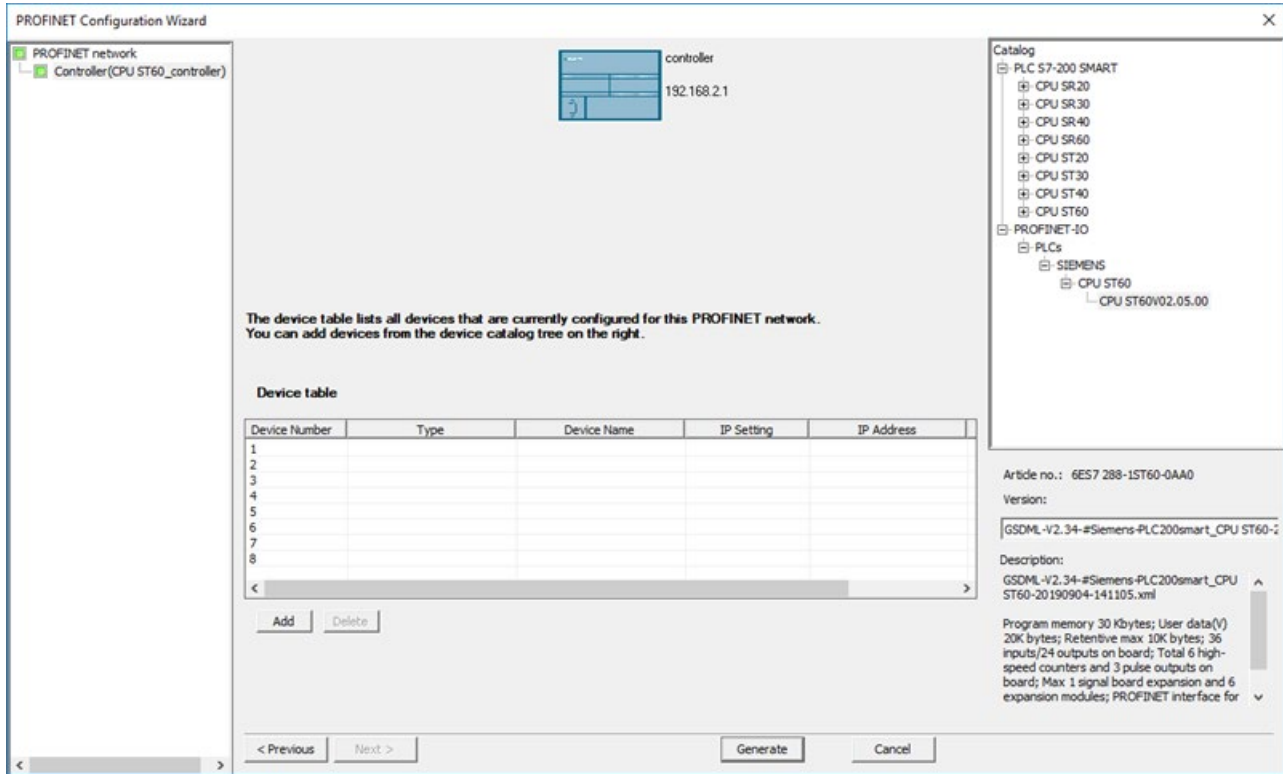 PROFINET Configuration Wizard
PROFINET network
Controller(CPU ST60_controller)
controller
192.168.2.1
The device table lists all devices that are currently configured for this PROFINET network.
You can add devices from the device catalog tree on the right.
Device table
Device Number Type Device Name IP Setting IP Address
1
2
3
4
5
6
7
8
Add Delete
< Previous Next > Generate Cancel
Catalog
PLC S7-200 SMART
CPU SR20
CPU SR30
CPU SR40
CPU SR60
CPU ST20
CPU ST30
CPU ST40
CPU ST60
PROFINET-IO
PLCs
SIEMENS
CPU ST60
CPU ST60V02.05.00
Article no.: 6ES7 288-1ST60-0AA0
Version:
GSDML-V2.34-#Siemens-PLC200smart_CPU ST60-2
Description:
GSDML-V2.34-#Siemens-PLC200smart_CPU
ST60-20190904-141105.xml
Program memory 30 Kbytes; User data(V)
20K bytes; Retentive max 10K bytes; 36
inputs/24 outputs on board; Total 6 high-
speed counters and 3 pulse outputs on
board; Max 1 signal board expansion and 6
expansion modules; PROFINET interface for